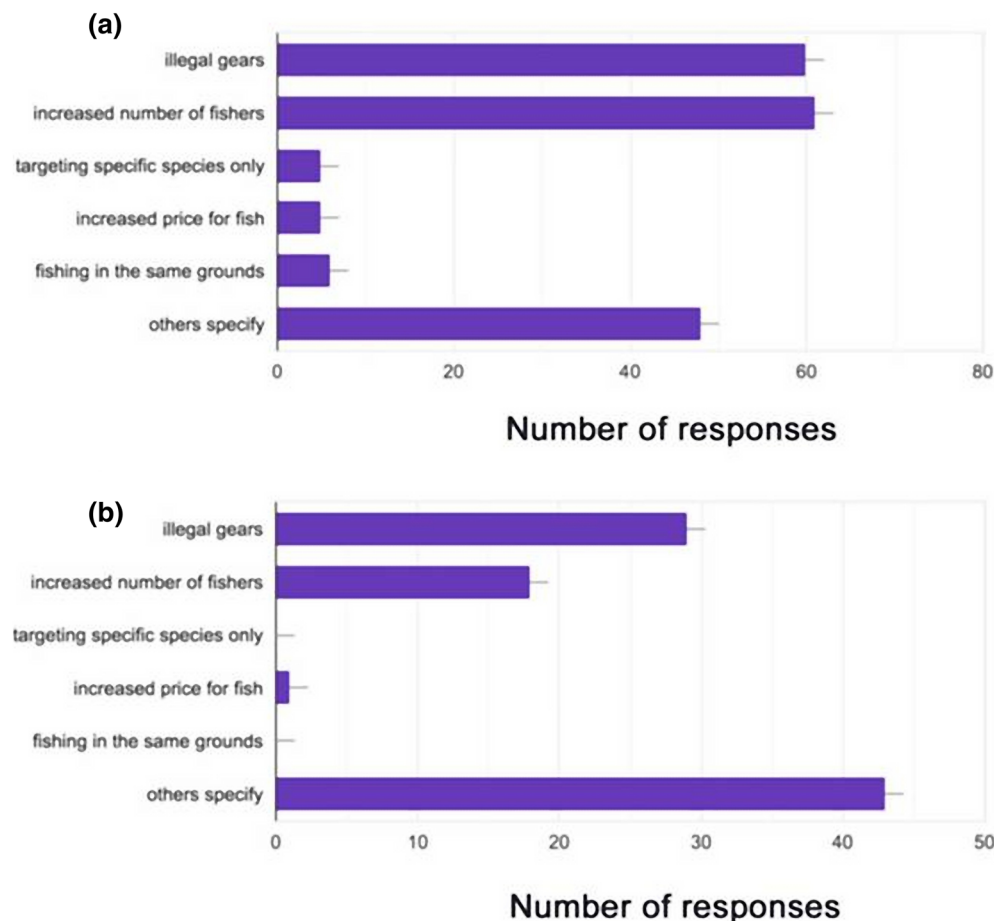 (a)
illegal gears
increased number of fishers
targeting specific species only
increased price for fish
fishing in the same grounds
others specify
0 20 40 60 80
Number of responses
(b)
illegal gears
increased number of fishers
targeting specific species only
increased price for fish
fishing in the same grounds
others specify
0 10 20 30 40 50
Number of responses